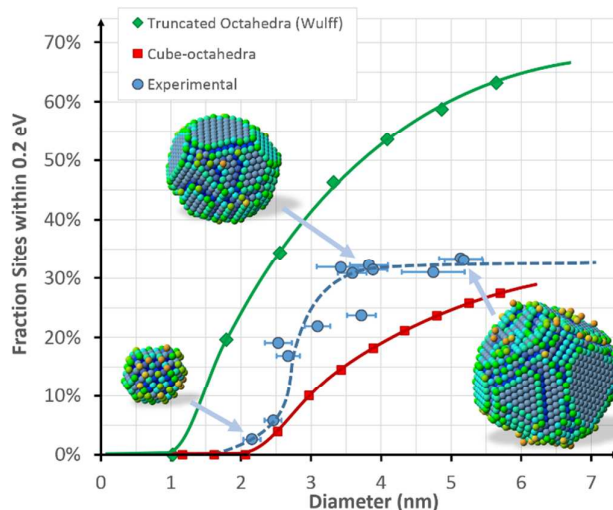 Truncated Octahedra (Wulff)
Cube-octahedra
Experimental
Fraction Sites within 0.2 eV
70%
60%
50%
40%
30%
20%
10%
0%
0 1 2 3 4 5 6 7
Diameter (nm)